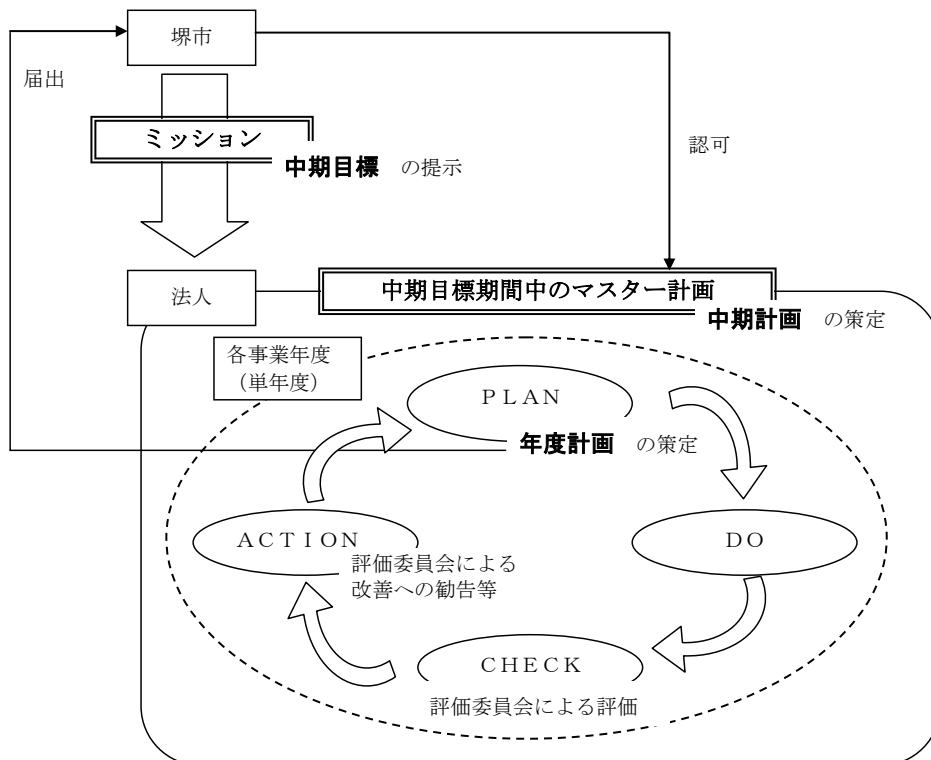 堺市
届出
ミッション
中期目標 の提示
認可
法人
中期目標期間中のマスター計画
中期計画 の策定
各事業年度
(単年度)
ＰＬＡＮ
年度計画 の策定
ＡＣＴＩＯＮ
評価委員会による
改善への勧告等
ＤＯ
ＣＨＥＣＫ
評価委員会による評価